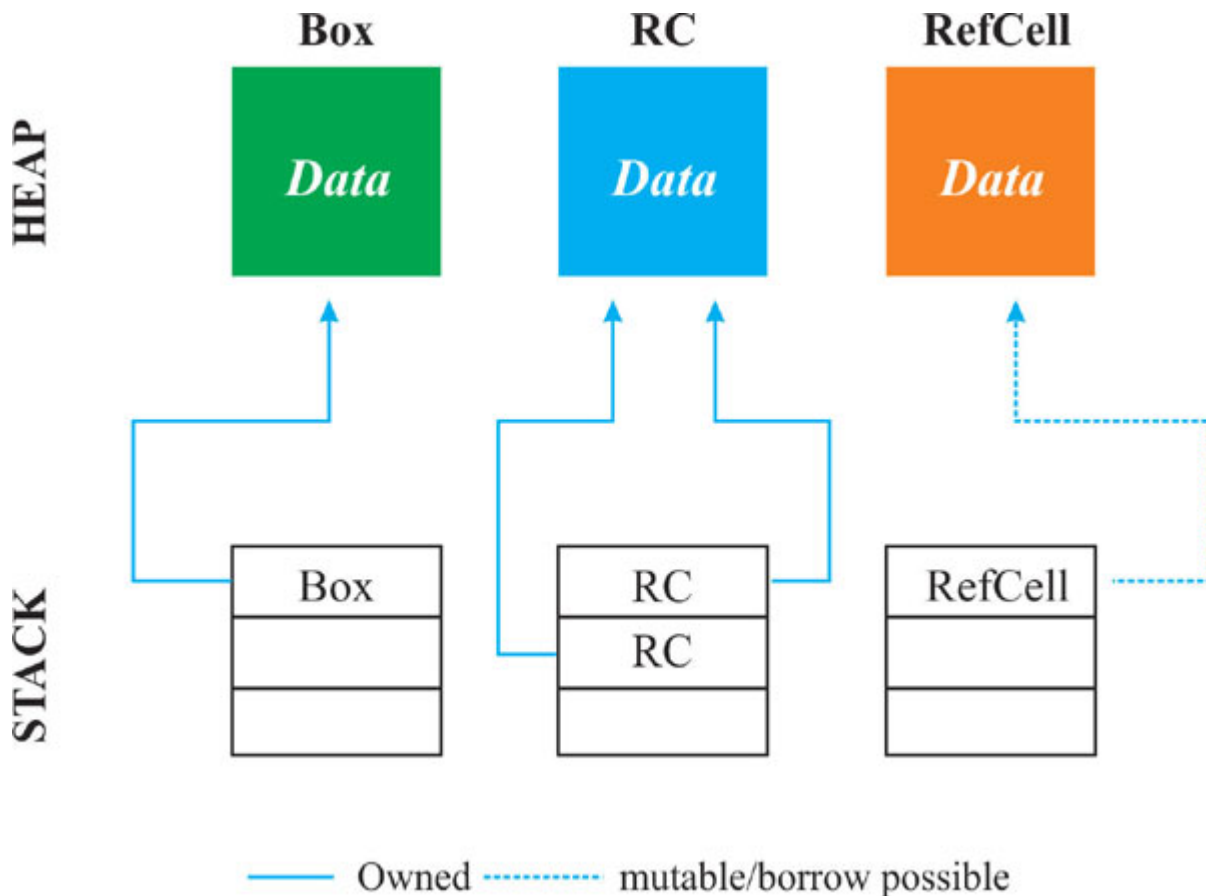 Box RC RefCell
HEAP
Data Data Data
STACK
Box RC RefCell
RC
Owned mutable/borrow possible